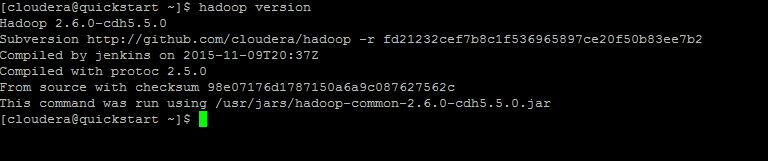 [cloudera@quickstart ~]$ hadoop version
Hadoop 2.6.0-cdh5.5.0
Subversion http://github.com/cloudera/hadoop -r fd21232cef7b8c1f536965897ce20f50b83ee7b2
Compiled by jenkins on 2015-11-09T20:37Z
Compiled with protoc 2.5.0
From source with checksum 98e07176d1787150a6a9c087627562c
This command was run using /usr/jars/hadoop-common-2.6.0-cdh5.5.0.jar
[cloudera@quickstart ~]$